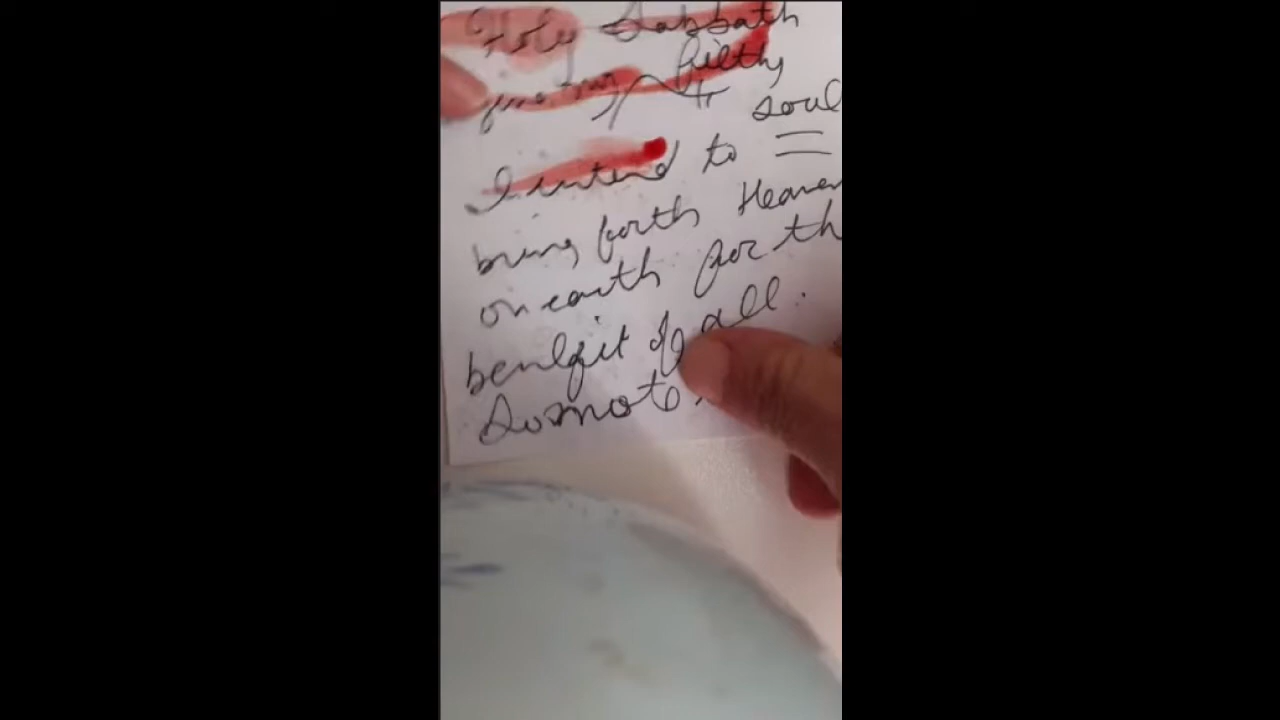 Holy Sabbath
filthy
soul
I intend to
bring forth Heaven
on earth for th
benefit of all.